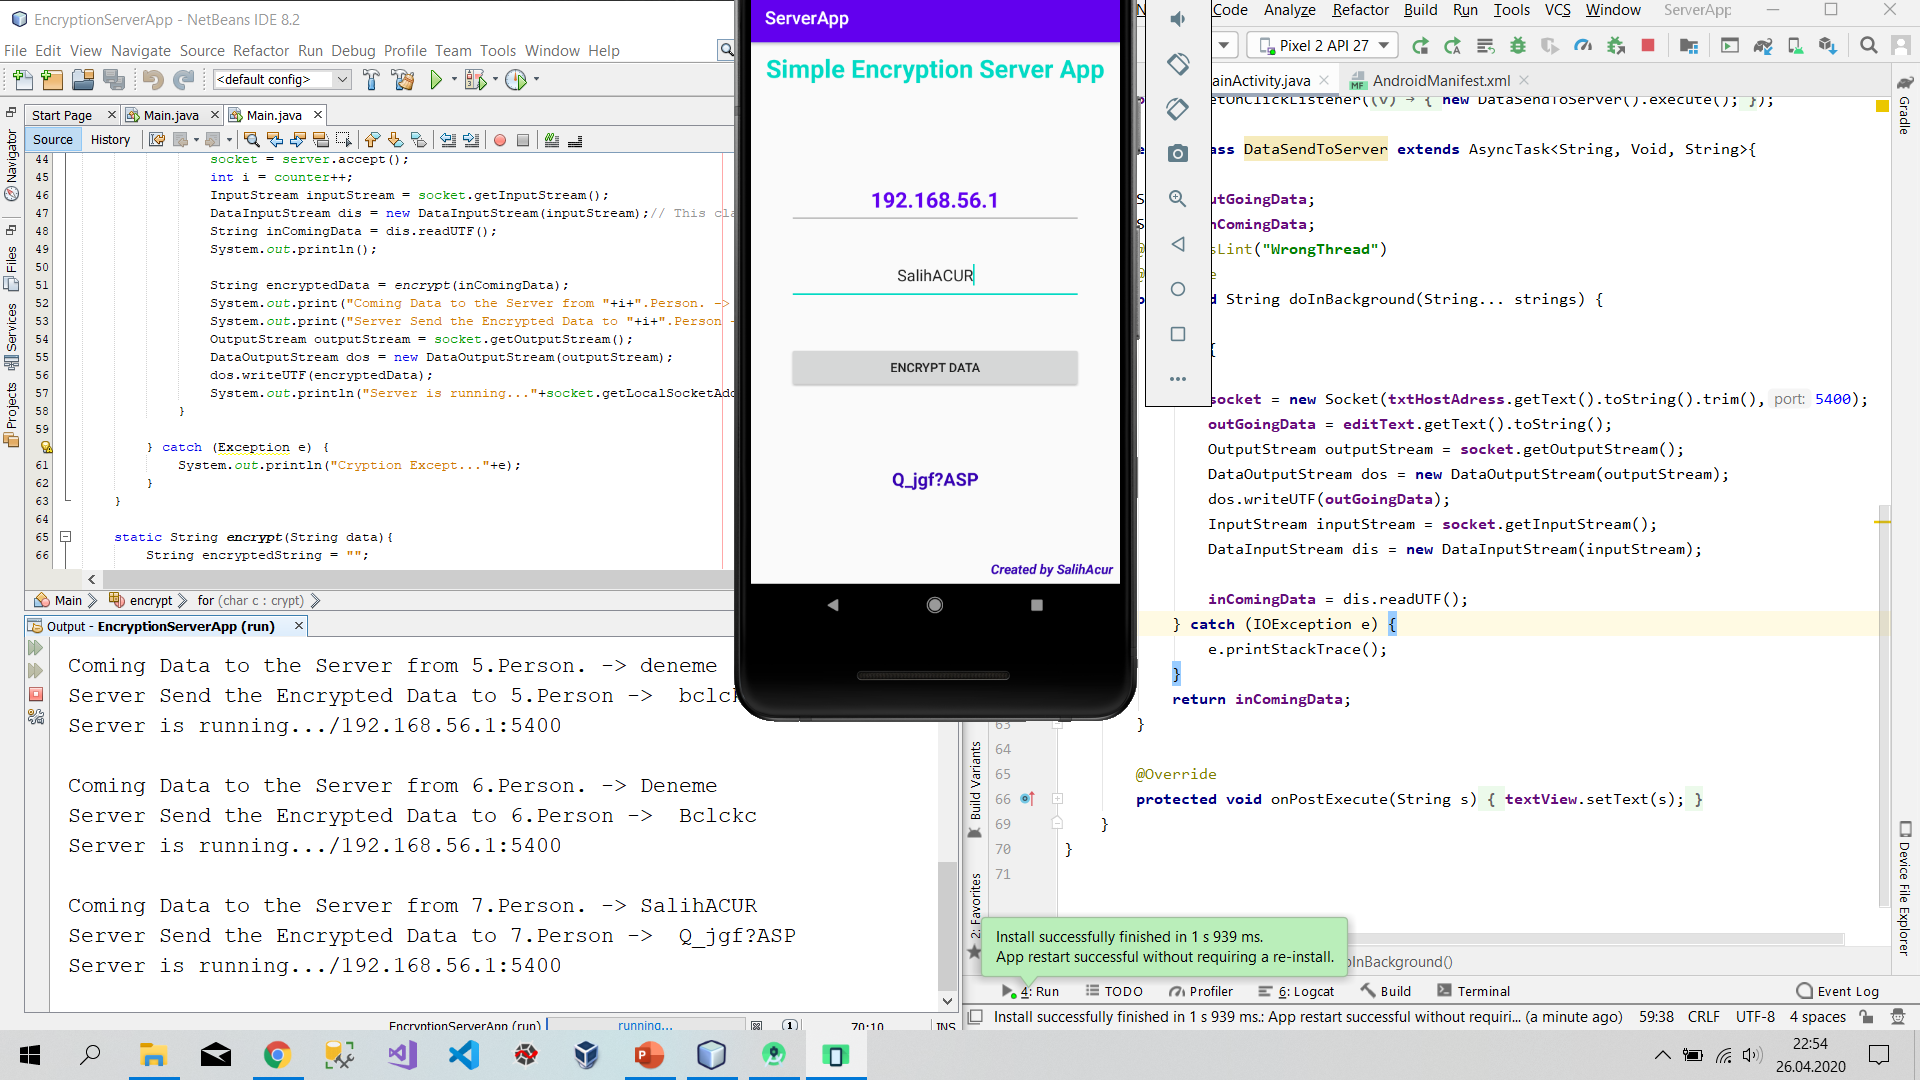 EncryptionServerApp - NetBeans IDE 8.2
File Edit View Navigate Source Refactor Run Debug Profile Team Tools Window Help
<default config>
Start Page
Main.java
Main.java
Source History
Navigator
Files
Services
Projects
44 socket = server.accept();
45 int i = counter++;
46 InputStream inputStream = socket.getInputStream();
47 DataInputStream dis = new DataInputStream(inputStream);// This cla
48 String inComingData = dis.readUTF();
49 System.out.println();
50
51 String encryptedData = encrypt(inComingData);
52 System.out.print("Coming Data to the Server from "+i+".Person. ->
53 System.out.print("Server Send the Encrypted Data to "+i+".Person -
54 OutputStream outputStream = socket.getOutputStream();
55 DataOutputStream dos = new DataOutputStream(outputStream);
56 dos.writeUTF(encryptedData);
57 System.out.println("Server is running..."+socket.getLocalSocketAdd
58 }
59
} catch (Exception e) {
61 System.out.println("Cryption Except..."+e);
62 }
63 }
64
65 static String encrypt(String data){
66 String encryptedString = "";
Main encrypt for (char c : crypt)
Output - EncryptionServerApp (run)
Coming Data to the Server from 5.Person. -> deneme
Server Send the Encrypted Data to 5.Person -> bclck
Server is running.../192.168.56.1:5400
Coming Data to the Server from 6.Person. -> Deneme
Server Send the Encrypted Data to 6.Person -> Bclckc
Server is running.../192.168.56.1:5400
Coming Data to the Server from 7.Person. -> SalihACUR
Server Send the Encrypted Data to 7.Person -> Q_jgf?ASP
Server is running.../192.168.56.1:5400
EncryptionServerApp (run) running... 1 70:10 INS
ServerApp
Simple Encryption Server App
192.168.56.1
SalihACUR
ENCRYPT DATA
Q_jgf?ASP
Created by SalihAcur
Code Analyze Refactor Build Run Tools VCS Window ServerApp
Pixel 2 API 27
ainActivity.java
AndroidManifest.xml
etOnClickListener((v) → { new DataSendToServer().execute(); });
ass DataSendToServer extends AsyncTask<String, Void, String>{
utGoingData;
nComingData;
sLint("WrongThread")
d String doInBackground(String... strings) {
{
socket = new Socket(txtHostAdress.getText().toString().trim(), port: 5400);
outGoingData = editText.getText().toString();
OutputStream outputStream = socket.getOutputStream();
DataOutputStream dos = new DataOutputStream(outputStream);
dos.writeUTF(outGoingData);
InputStream inputStream = socket.getInputStream();
DataInputStream dis = new DataInputStream(inputStream);
inComingData = dis.readUTF();
} catch (IOException e) {
e.printStackTrace();
}
return inComingData;
63 }
64
65 @Override
66 protected void onPostExecute(String s) { textView.setText(s); }
69 }
70 }
71
Gradle
Device File Explorer
Build Variants
2: Favorites
Install successfully finished in 1 s 939 ms.
App restart successful without requiring a re-install.
oInBackground()
4: Run TODO Profiler 6: Logcat Build Terminal Event Log
Install successfully finished in 1 s 939 ms.: App restart successful without requiri... (a minute ago) 59:38 CRLF UTF-8 4 spaces
22:54
26.04.2020